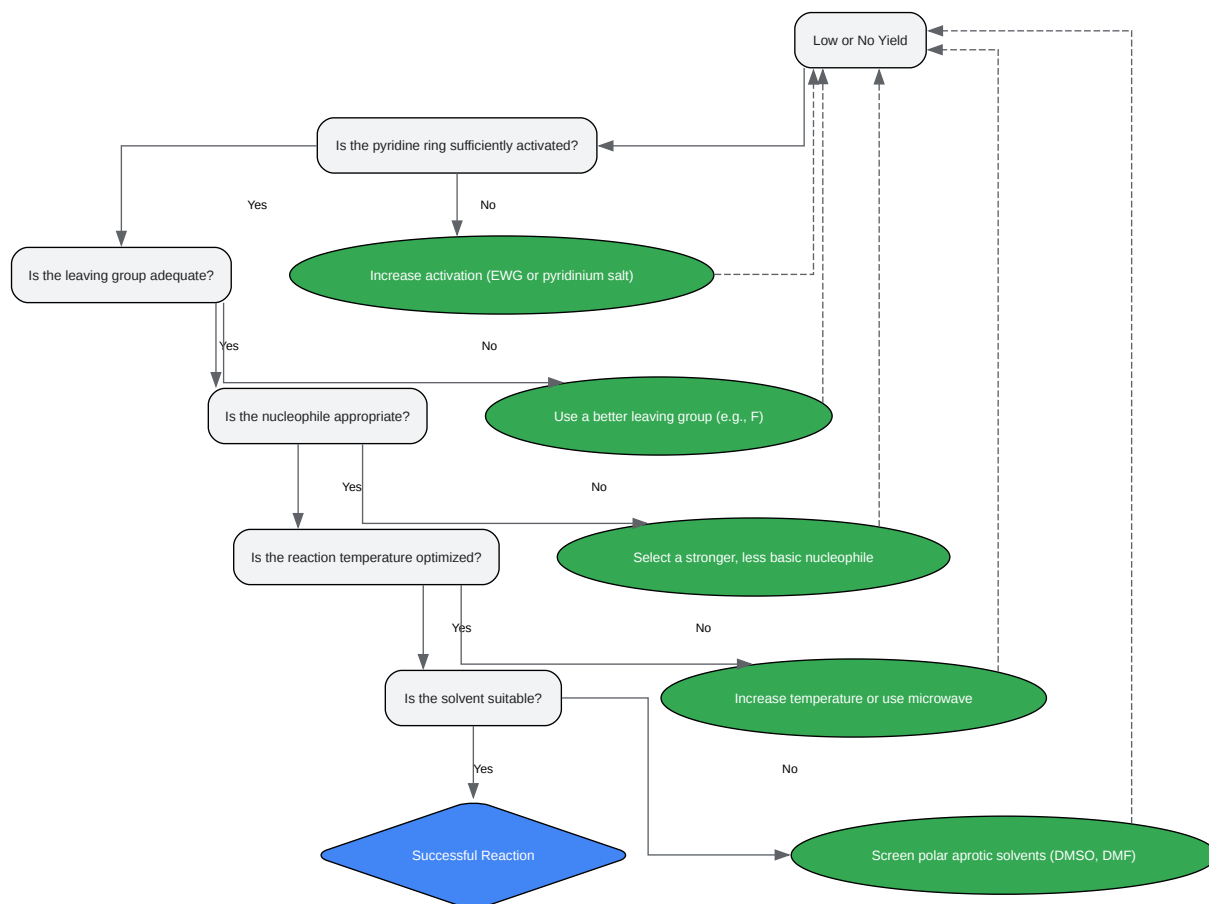 Low or No Yield
Is the pyridine ring sufficiently activated?
Yes
No
Is the leaving group adequate?
Increase activation (EWG or pyridinium salt)
Yes
No
Is the nucleophile appropriate?
Use a better leaving group (e.g., F)
Yes
No
Is the reaction temperature optimized?
Select a stronger, less basic nucleophile
Yes
No
Is the solvent suitable?
Increase temperature or use microwave
Yes
No
Successful Reaction
Screen polar aprotic solvents (DMSO, DMF)